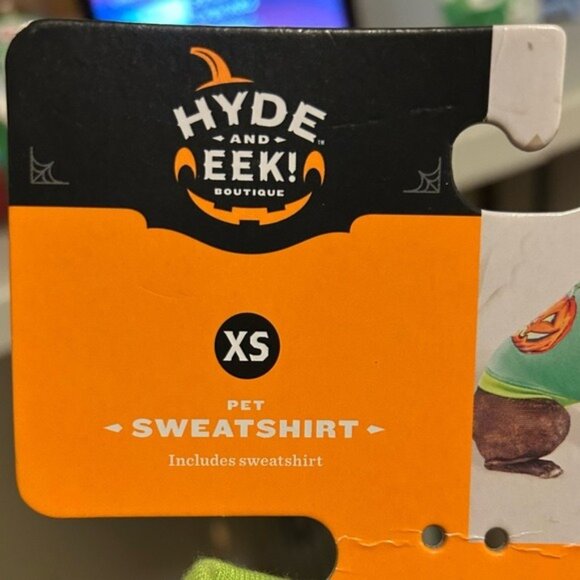 HYDE
AND
EEK!
BOUTIQUE
XS
PET
SWEATSHIRT
Includes sweatshirt